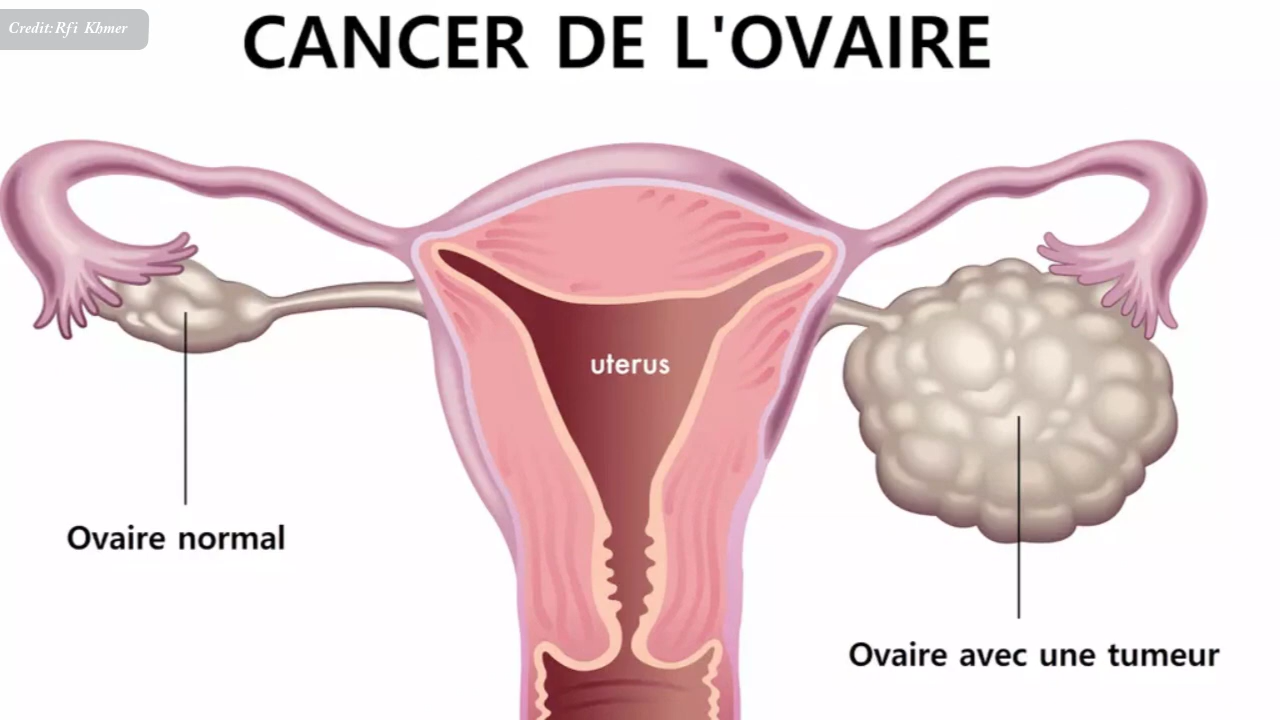 Credit:Rfi Khmer
CANCER DE L'OVAIRE
uterus
Ovaire normal
Ovaire avec une tumeur